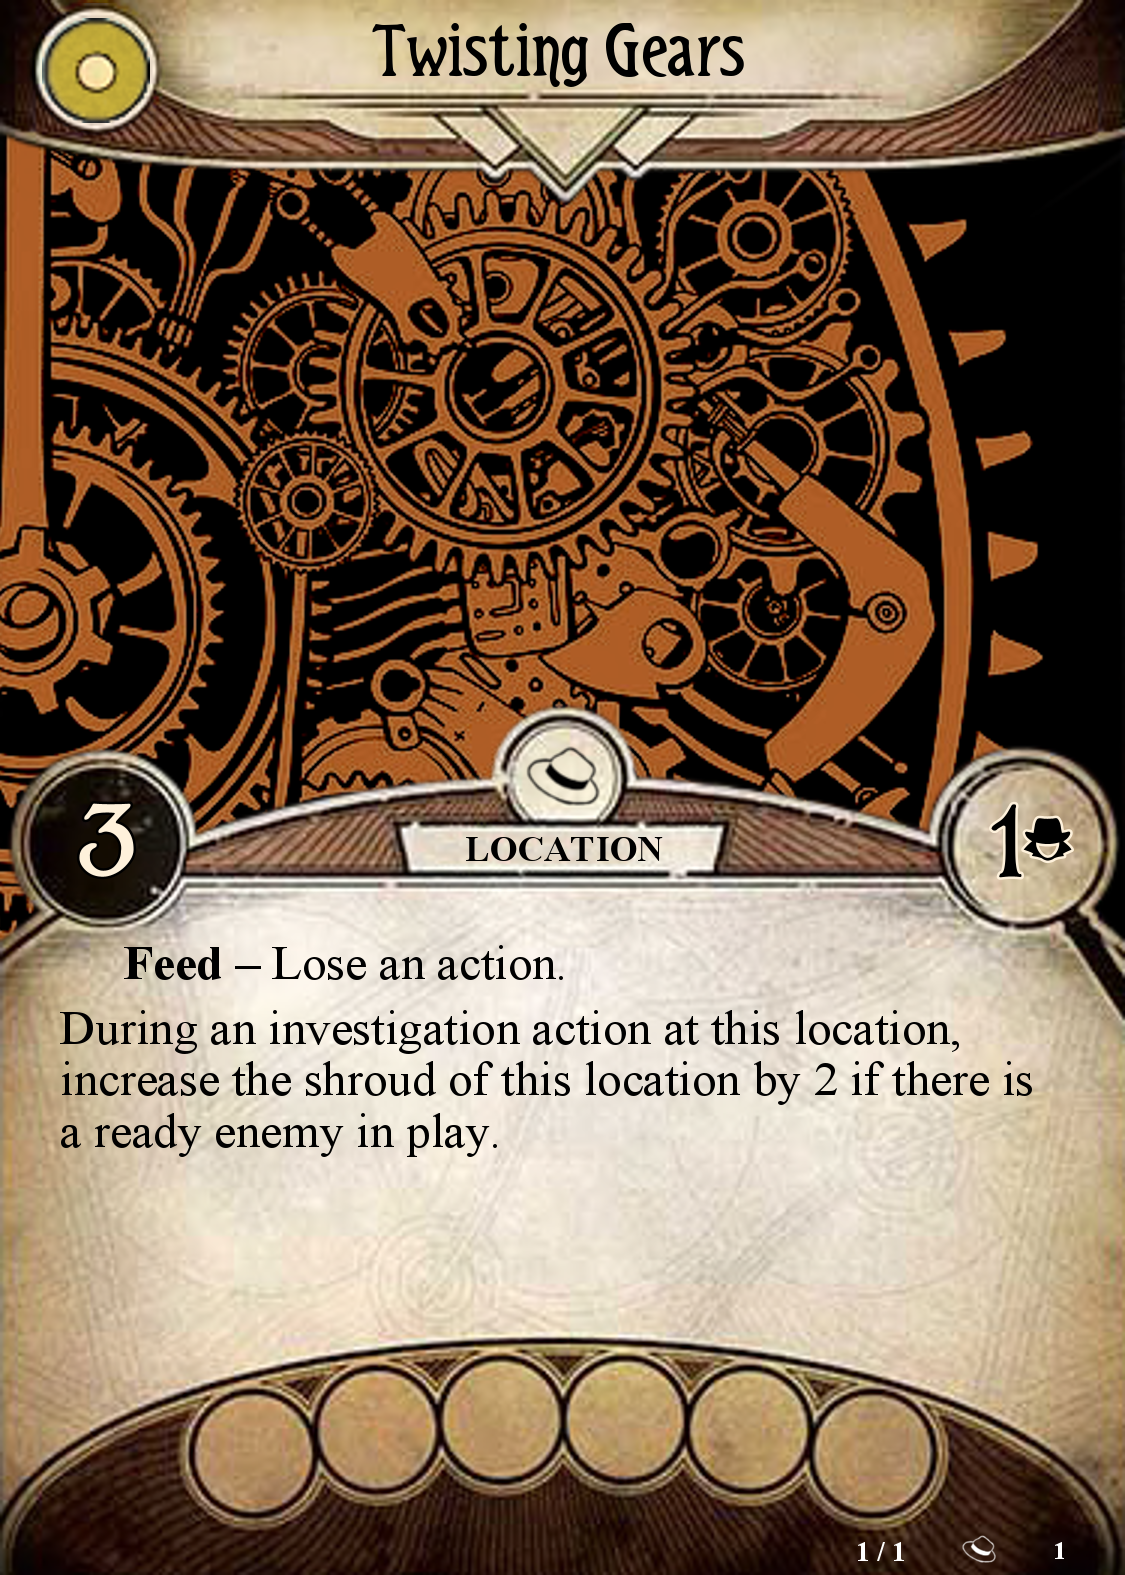 Twisting Gears
3
LOCATION
1
Feed – Lose an action.
During an investigation action at this location,
increase the shroud of this location by 2 if there is
a ready enemy in play.
1 / 1
1